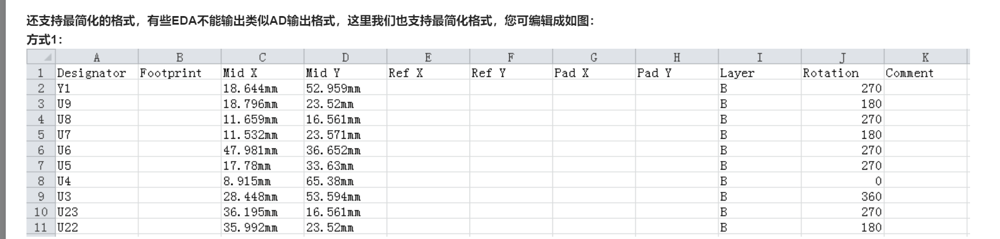 还支持最简化的格式，有些EDA不能输出类似AD输出格式，这里我们也支持最简化格式，您可编辑成如图：
方式1：
A B C D E F G H I J K
1 Designator Footprint Mid X Mid Y Ref X Ref Y Pad X Pad Y Layer Rotation Comment
2 Y1 18.644mm 52.959mm B 270
3 U9 18.796mm 23.52mm B 180
4 U8 11.659mm 16.561mm B 270
5 U7 11.532mm 23.571mm B 180
6 U6 47.981mm 36.652mm B 270
7 U5 17.78mm 33.63mm B 270
8 U4 8.915mm 65.38mm B 0
9 U3 28.448mm 53.594mm B 360
10 U23 36.195mm 16.561mm B 270
11 U22 35.992mm 23.52mm B 180